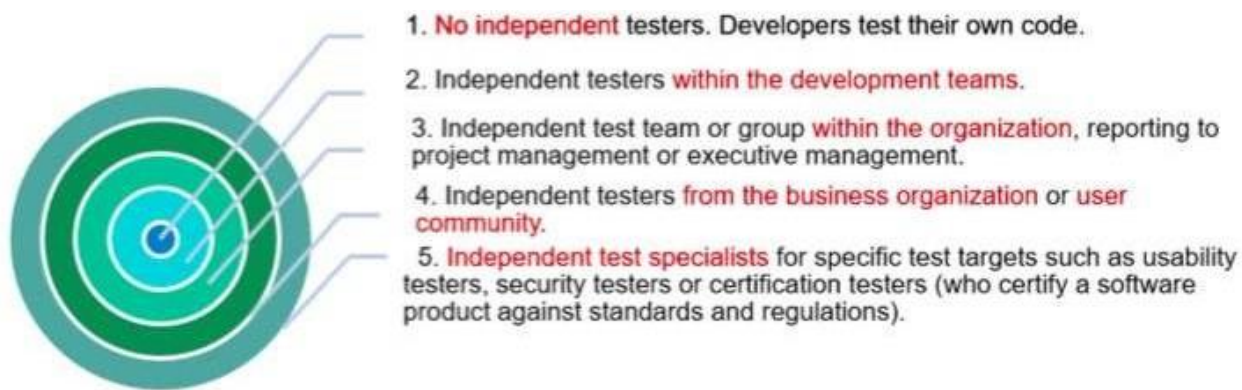 1. No independent testers. Developers test their own code.
2. Independent testers within the development teams.
3. Independent test team or group within the organization, reporting to
project management or executive management.
4. Independent testers from the business organization or user
community.
5. Independent test specialists for specific test targets such as usability
testers, security testers or certification testers (who certify a software
product against standards and regulations).